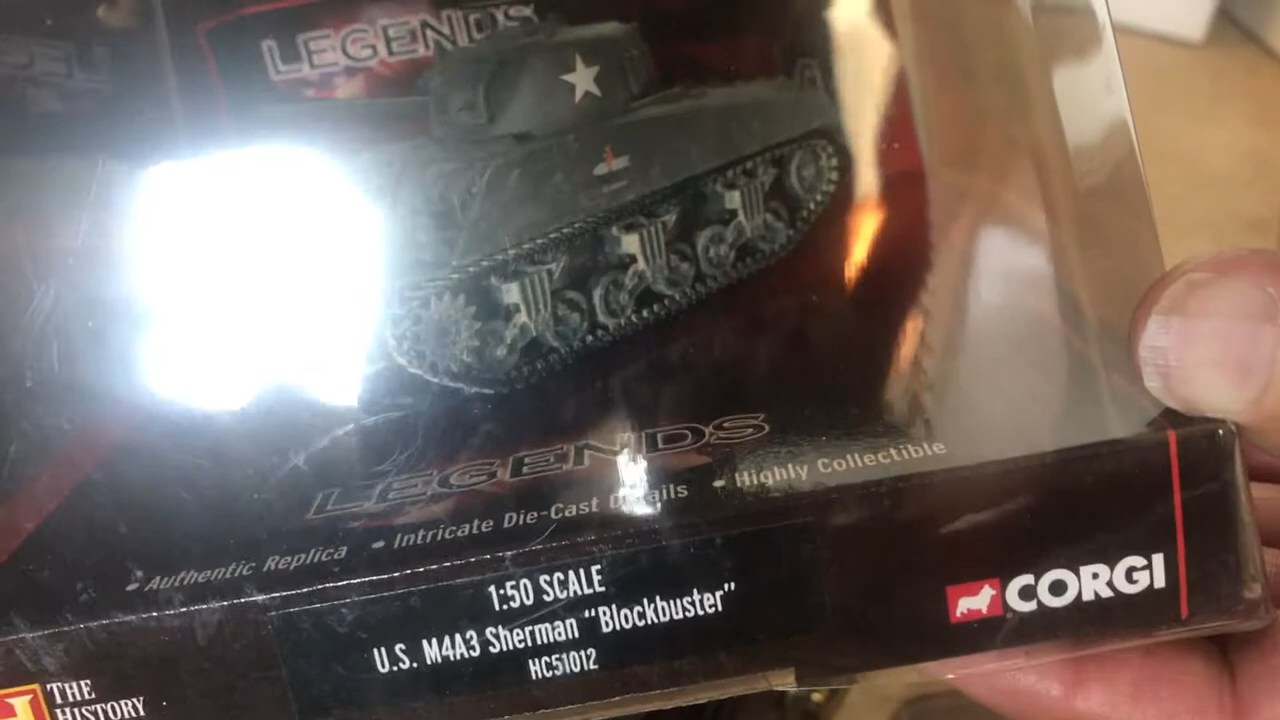 LEGENDS
LEGENDS
• Authentic Replica • Intricate Die-Cast Details • Highly Collectible
1:50 SCALE
U.S. M4A3 Sherman "Blockbuster"
HC51012
CORGI
H THE
HISTORY